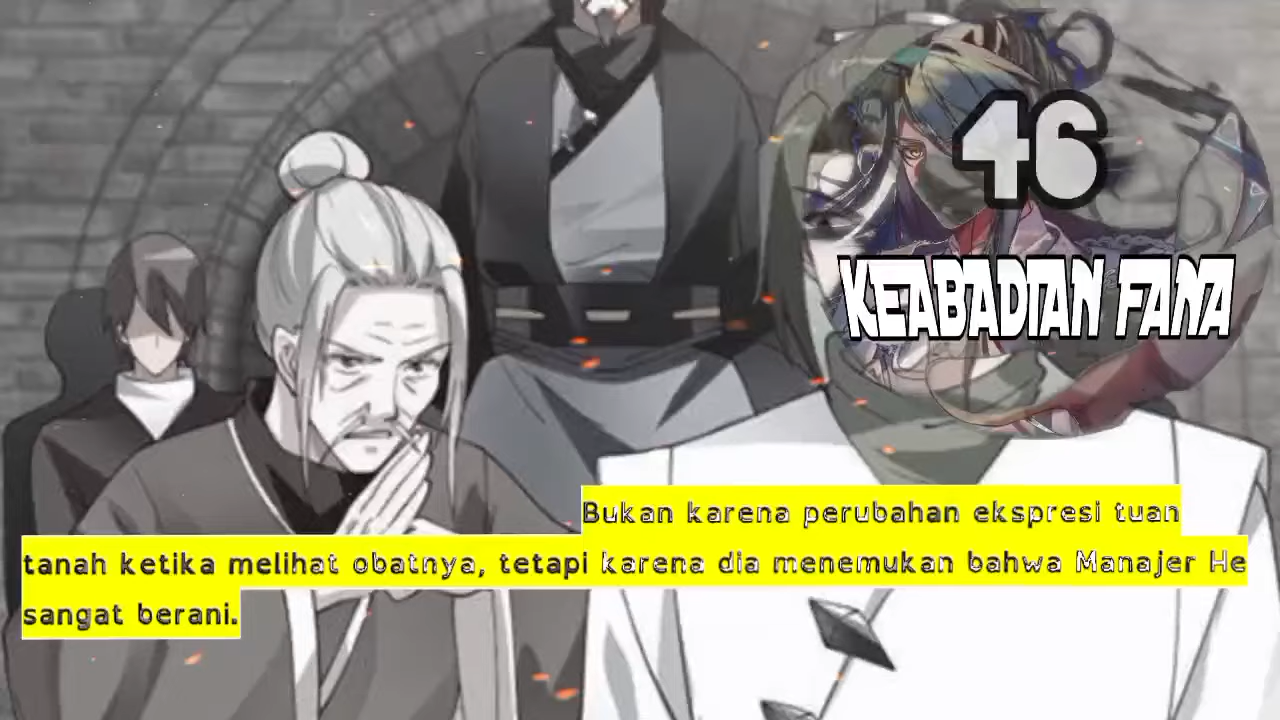 46
KEABADIAN FANA
Bukan karena perubahan ekspresi tuan
tanah ketika melihat obatnya, tetapi karena dia menemukan bahwa Manajer He
sangat berani.